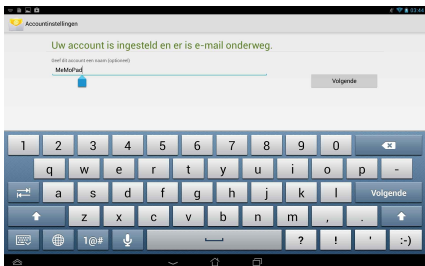 03:44
Accountinstellingen
Uw account is ingesteld en er is e-mail onderweg.
Geef dit account een naam (optioneel)
MeMoPad
Volgende
1 2 3 4 5 6 7 8 9 0
q w e r t y u i o p -
a s d f g h j k l Volgende
z x c v b n m , .
1@# ? ! ' :-)